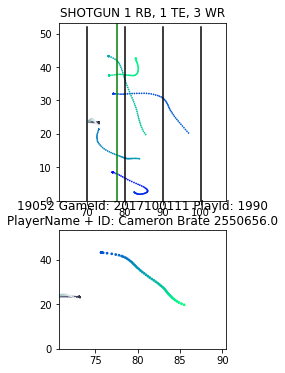 SHOTGUN 1 RB, 1 TE, 3 WR
50
40
30
20
10
0
70 80 90 100
19052 GameId: 2017100111 PlayId: 1990
PlayerName + ID: Cameron Brate 2550656.0
40
20
0
75 80 85 90